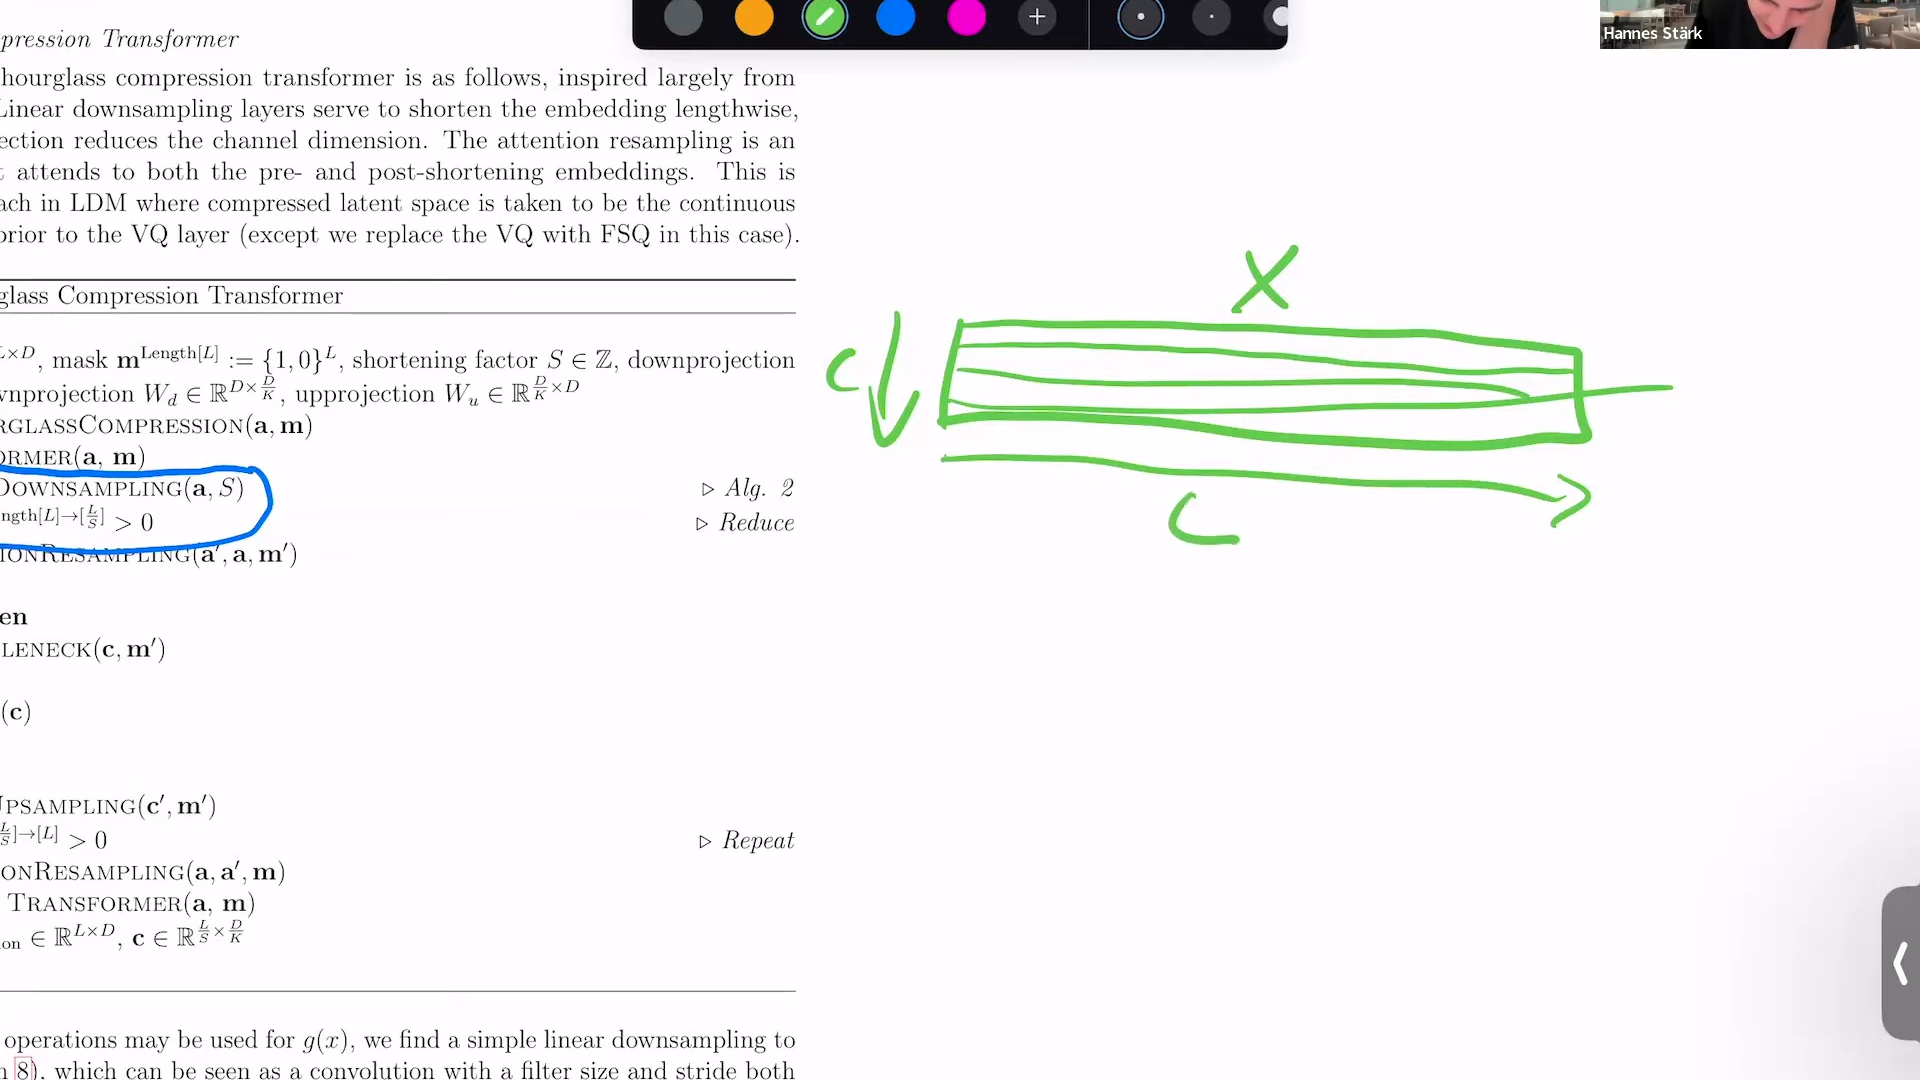 pression Transformer
Hannes Stärk
hourglass compression transformer is as follows, inspired largely from
Linear downsampling layers serve to shorten the embedding lengthwise,
ection reduces the channel dimension. The attention resampling is an
t attends to both the pre- and post-shortening embeddings. This is
ach in LDM where compressed latent space is taken to be the continuous
prior to the VQ layer (except we replace the VQ with FSQ in this case).
glass Compression Transformer
L×D, mask m^Length[L] := {1, 0}^L, shortening factor S ∈ ℤ, downprojection
wnprojection W_d ∈ ℝ^{D×D/K}, upprojection W_u ∈ ℝ^{D/K×D}
RGLASSCOMPRESSION(a, m)
ORMER(a, m)
DOWNSAMPLING(a, S) ▷ Alg. 2
ngth[L]→[L/S] > 0 ▷ Reduce
IONRESAMPLING(a′, a, m′)
en
LENECK(c, m′)
(c)
UPSAMPLING(c′, m′)
L/S]→[L] > 0 ▷ Repeat
ONRESAMPLING(a, a′, m)
TRANSFORMER(a, m)
on ∈ ℝ^{L×D}, c ∈ ℝ^{L/S×D/K}
operations may be used for g(x), we find a simple linear downsampling to
n 8), which can be seen as a convolution with a filter size and stride both
X
C
C